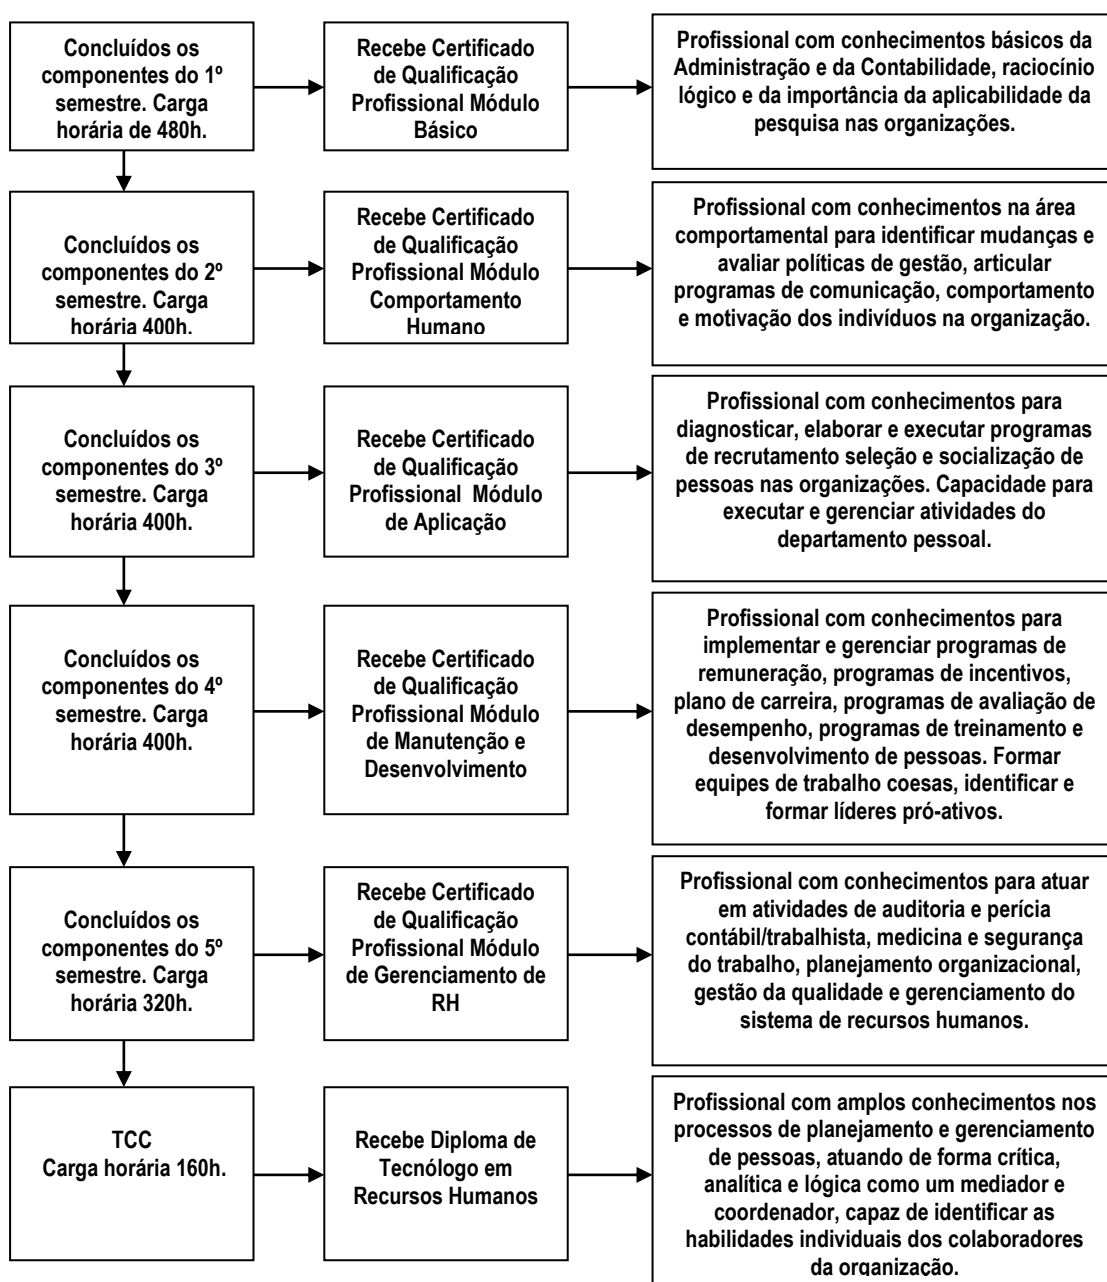 Concluídos os
componentes do 1º
semestre. Carga
horária de 480h.
Recebe Certificado
de Qualificação
Profissional Módulo
Básico
Profissional com conhecimentos básicos da
Administração e da Contabilidade, raciocínio
lógico e da importância da aplicabilidade da
pesquisa nas organizações.
Concluídos os
componentes do 2º
semestre. Carga
horária 400h.
Recebe Certificado
de Qualificação
Profissional Módulo
Comportamento
Humano
Profissional com conhecimentos na área
comportamental para identificar mudanças e
avaliar políticas de gestão, articular
programas de comunicação, comportamento
e motivação dos indivíduos na organização.
Concluídos os
componentes do 3º
semestre. Carga
horária 400h.
Recebe Certificado
de Qualificação
Profissional Módulo
de Aplicação
Profissional com conhecimentos para
diagnosticar, elaborar e executar programas
de recrutamento seleção e socialização de
pessoas nas organizações. Capacidade para
executar e gerenciar atividades do
departamento pessoal.
Concluídos os
componentes do 4º
semestre. Carga
horária 400h.
Recebe Certificado
de Qualificação
Profissional Módulo
de Manutenção e
Desenvolvimento
Profissional com conhecimentos para
implementar e gerenciar programas de
remuneração, programas de incentivos,
plano de carreira, programas de avaliação de
desempenho, programas de treinamento e
desenvolvimento de pessoas. Formar
equipes de trabalho coesas, identificar e
formar líderes pró-ativos.
Concluídos os
componentes do 5º
semestre. Carga
horária 320h.
Recebe Certificado
de Qualificação
Profissional Módulo
de Gerenciamento de
RH
Profissional com conhecimentos para atuar
em atividades de auditoria e perícia
contábil/trabalhista, medicina e segurança
do trabalho, planejamento organizacional,
gestão da qualidade e gerenciamento do
sistema de recursos humanos.
TCC
Carga horária 160h.
Recebe Diploma de
Tecnólogo em
Recursos Humanos
Profissional com amplos conhecimentos nos
processos de planejamento e gerenciamento
de pessoas, atuando de forma crítica,
analítica e lógica como um mediador e
coordenador, capaz de identificar as
habilidades individuais dos colaboradores
da organização.